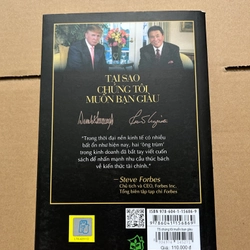 TẠI SAO
CHÚNG TÔI
MUỐN BẠN GIÀU
"Trong thời đại nền kinh tế có nhiều
bất ổn như hiện nay, hai 'ông trùm'
trong kinh doanh đã bắt tay viết cuốn
sách để nhấn mạnh nhu cầu thúc bách
về kiến thức tài chính."
— Steve Forbes
Chủ tịch và CEO, Forbes Inc.
Tổng biên tập tạp chí Forbes
Giá: 110.000 đ